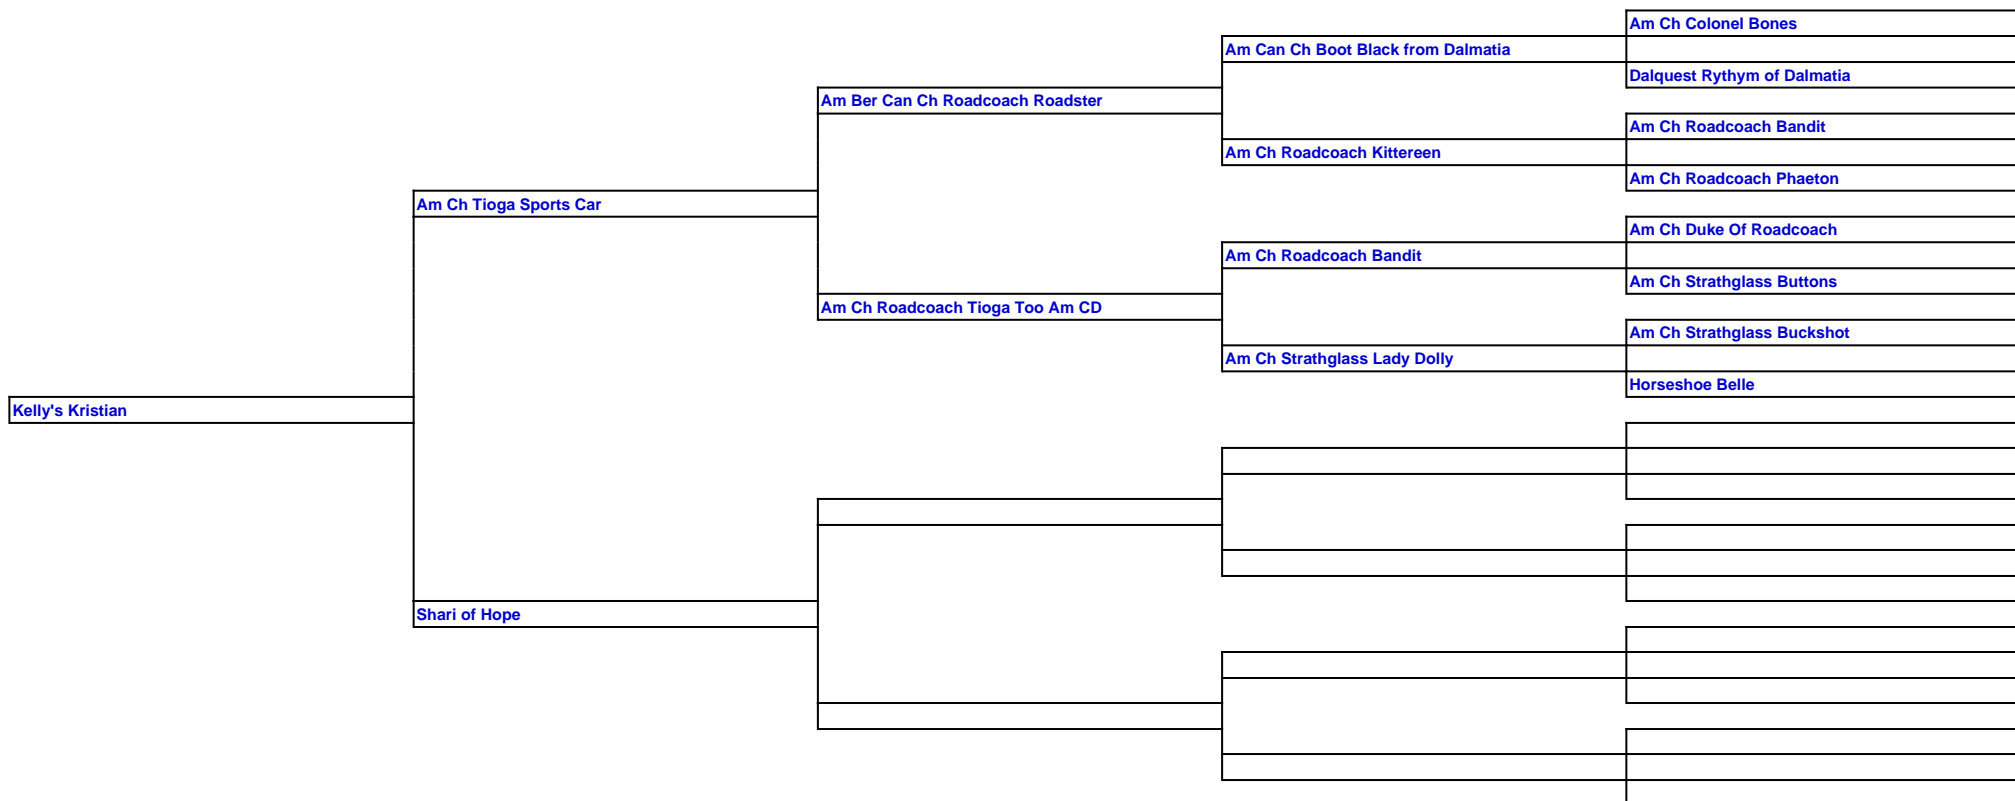 Am Ch Colonel Bones
Am Can Ch Boot Black from Dalmatia
Dalquest Rythym of Dalmatia
Am Ber Can Ch Roadcoach Roadster
Am Ch Roadcoach Bandit
Am Ch Roadcoach Kittereen
Am Ch Roadcoach Phaeton
Am Ch Tioga Sports Car
Am Ch Duke Of Roadcoach
Am Ch Roadcoach Bandit
Am Ch Strathglass Buttons
Am Ch Roadcoach Tioga Too Am CD
Am Ch Strathglass Buckshot
Am Ch Strathglass Lady Dolly
Horseshoe Belle
Kelly's Kristian
Shari of Hope